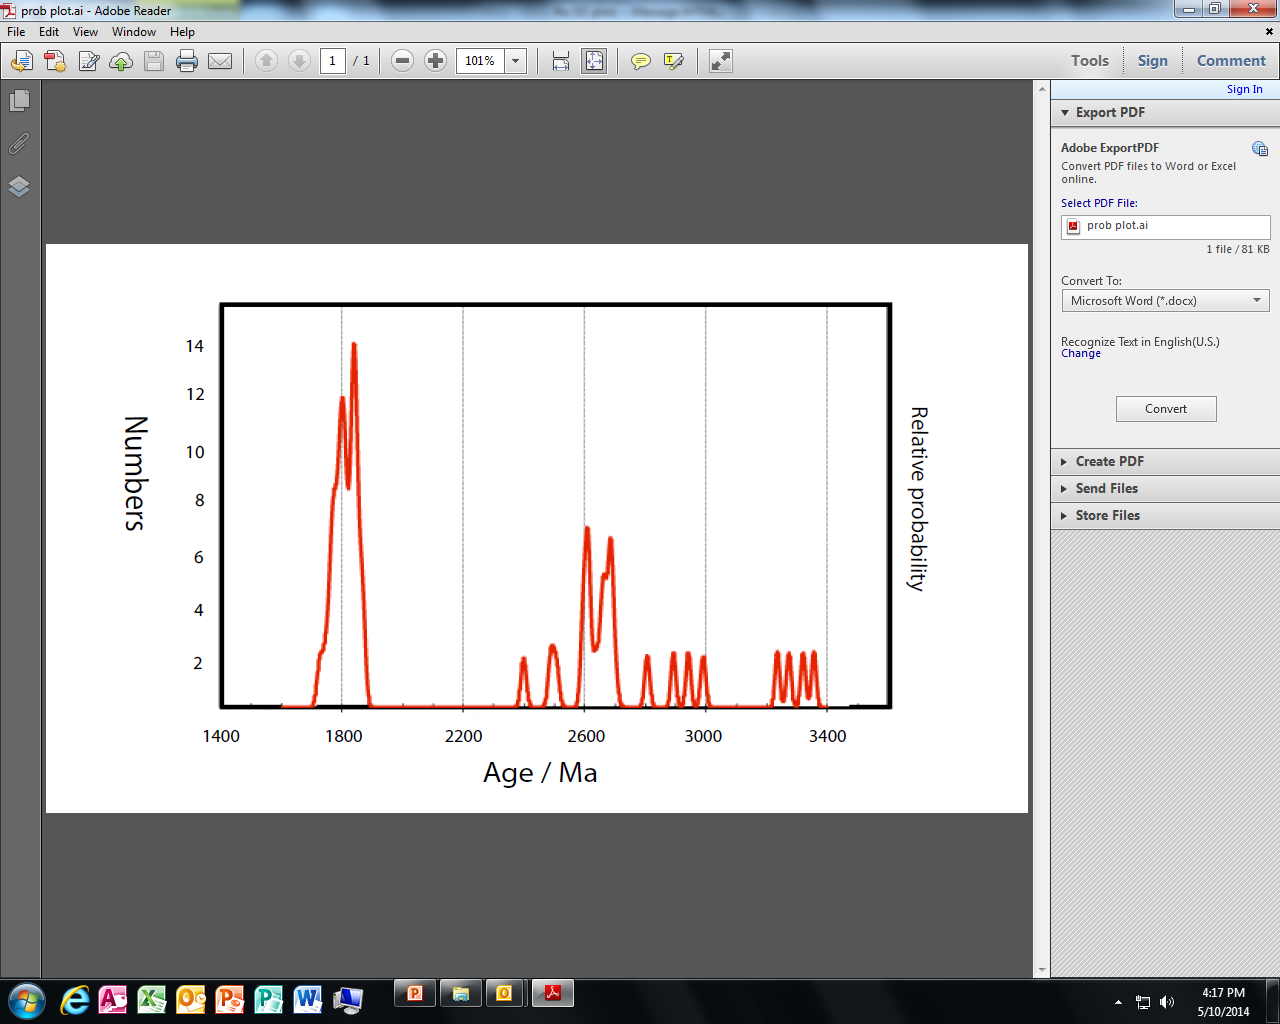 prob plot.ai - Adobe Reader
File Edit View Window Help
1 / 1 101% Tools Sign Comment
Sign In
Export PDF
Adobe ExportPDF
Convert PDF files to Word or Excel
online.
Select PDF File:
prob plot.ai
1 file / 81 KB
Convert To:
Microsoft Word (*.docx)
Recognize Text in English(U.S.)
Change
Convert
Create PDF
Send Files
Store Files
Numbers
14
12
10
8
6
4
2
Relative probability
1400 1800 2200 2600 3000 3400
Age / Ma
4:17 PM
5/10/2014